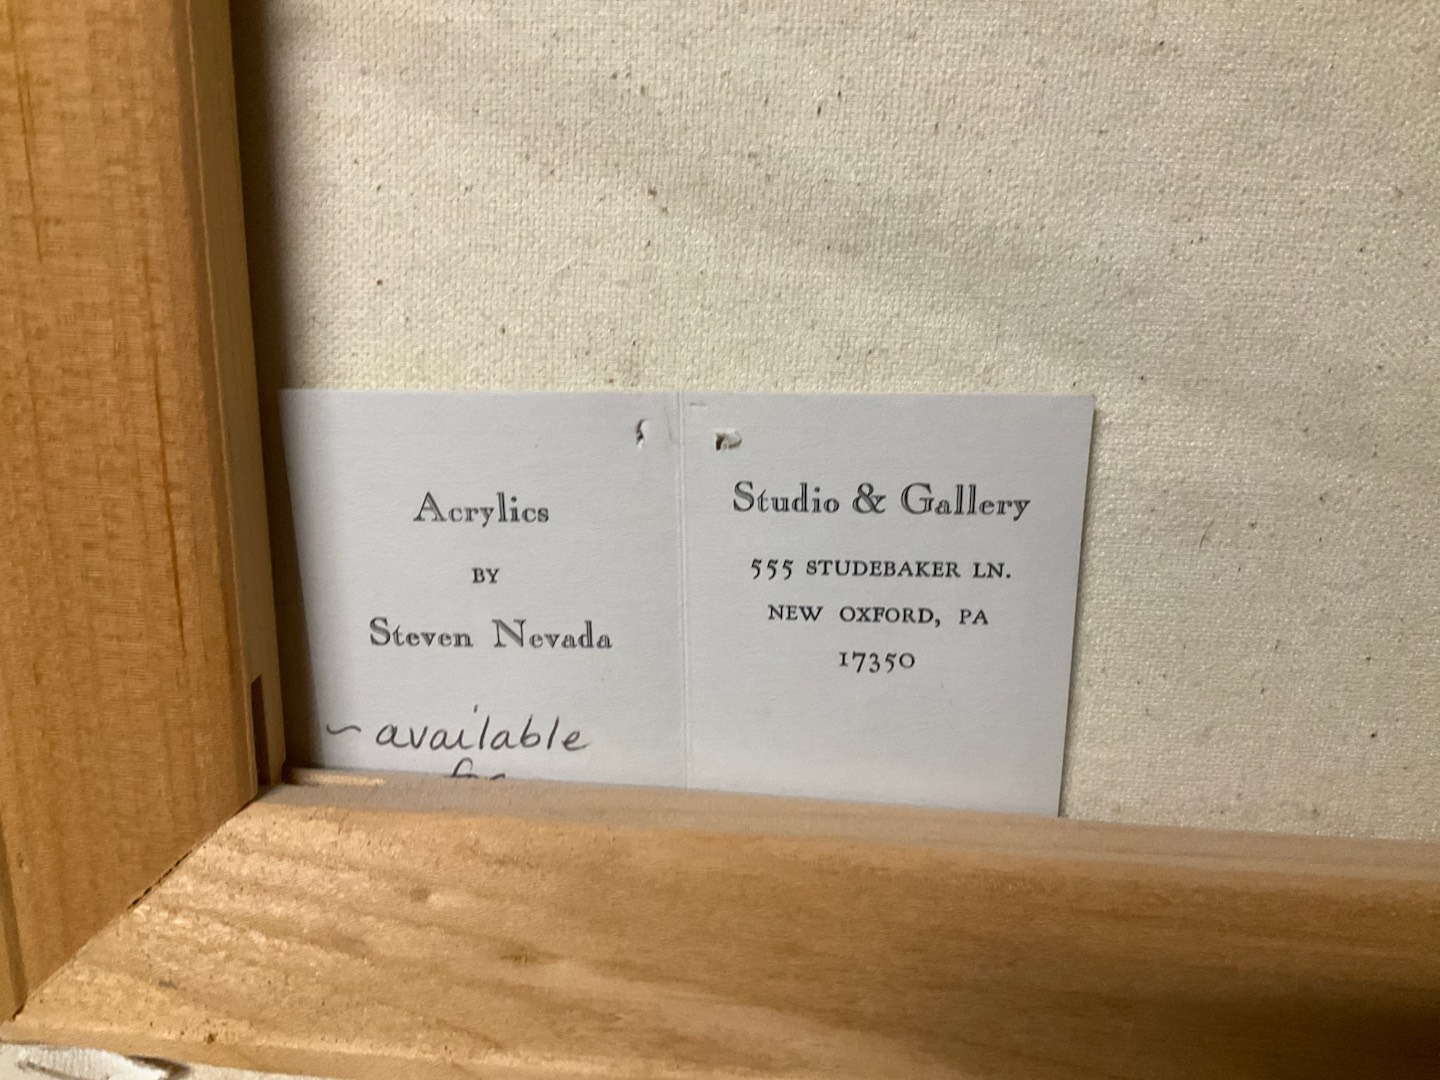 Acrylics
BY
Steven Nevada
~ available
Studio & Gallery
555 STUDEBAKER LN.
NEW OXFORD, PA
17350